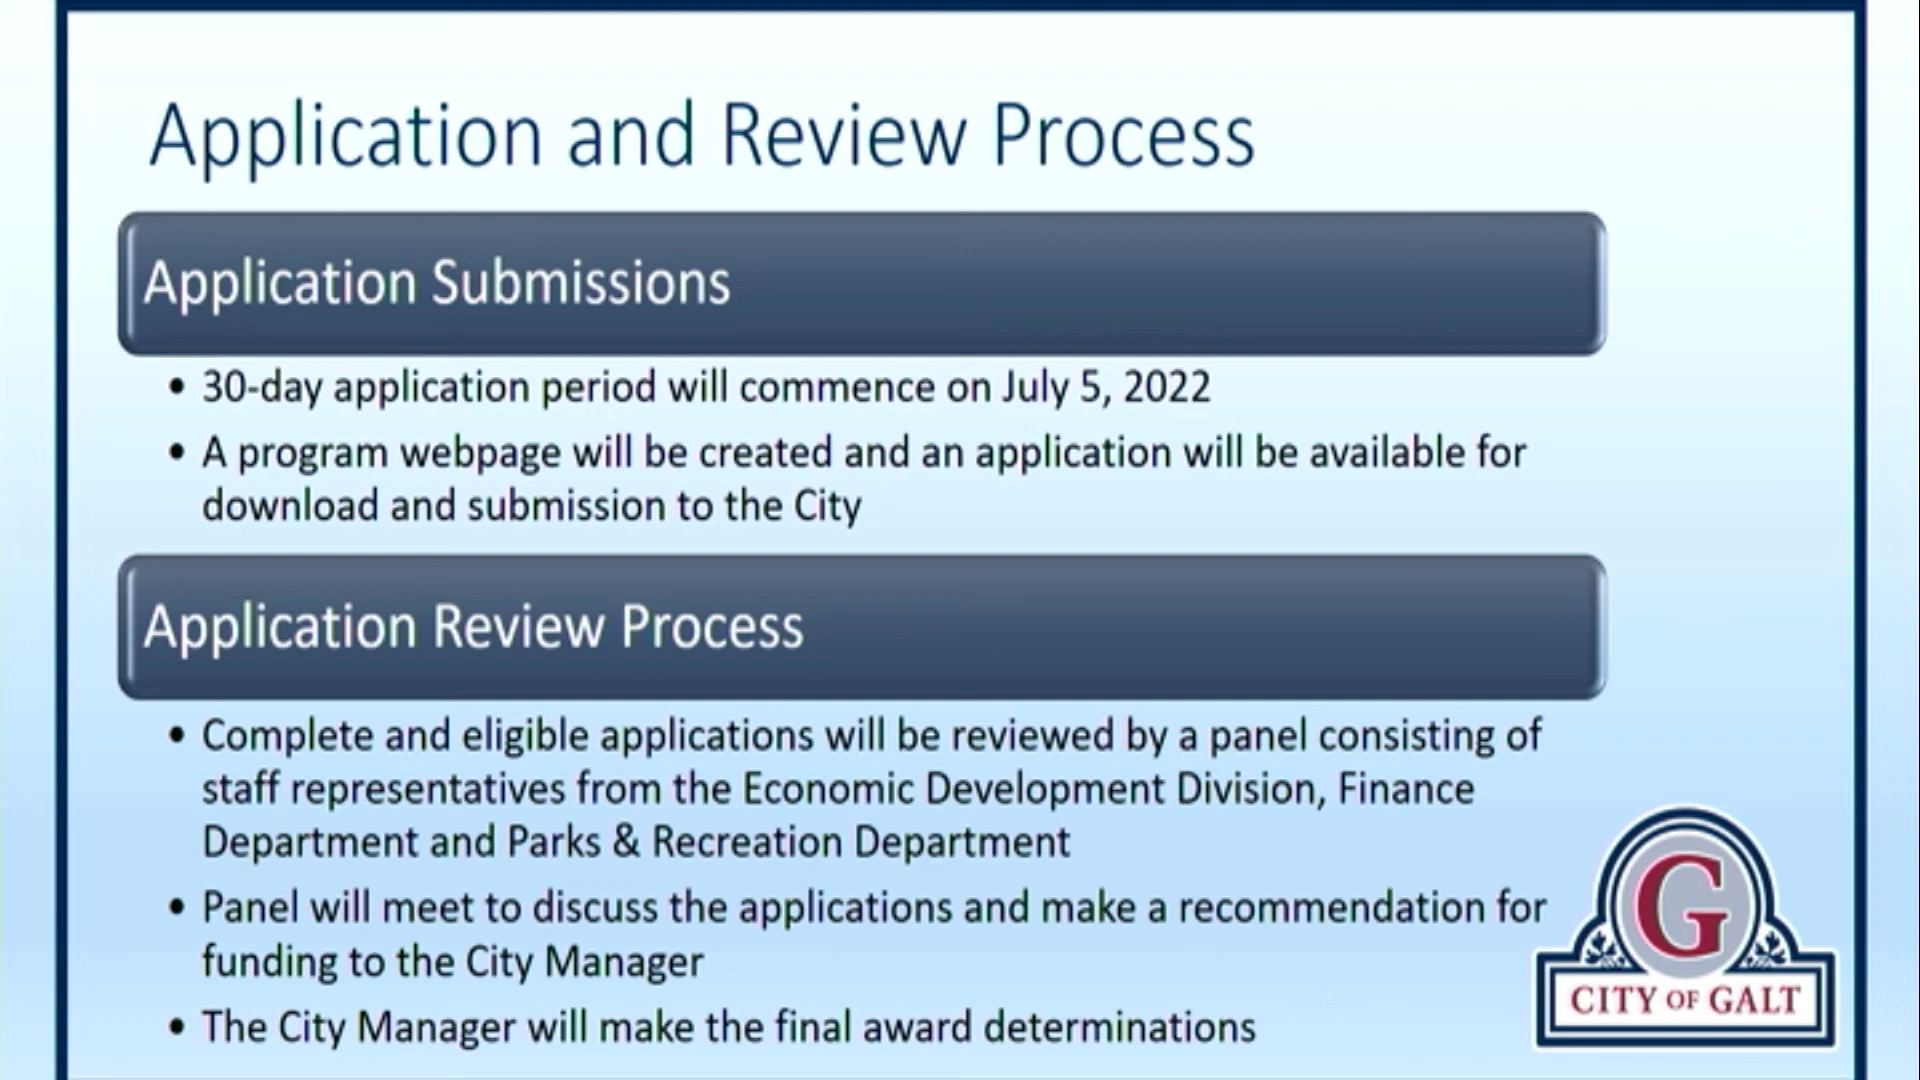 Application and Review Process
Application Submissions
• 30-day application period will commence on July 5, 2022
• A program webpage will be created and an application will be available for
download and submission to the City
Application Review Process
• Complete and eligible applications will be reviewed by a panel consisting of
staff representatives from the Economic Development Division, Finance
Department and Parks & Recreation Department
• Panel will meet to discuss the applications and make a recommendation for
funding to the City Manager
• The City Manager will make the final award determinations
G
CITY OF GALT